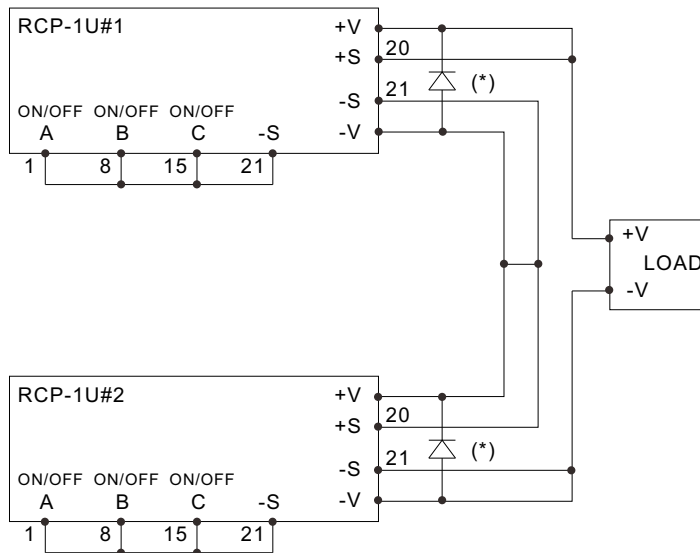 RCP-1U#1
+V
+S 20
21 (*)
-S
ON/OFF ON/OFF ON/OFF
A B C -S -V
1 8 15 21
+V
LOAD
-V
RCP-1U#2
+V
+S 20
21 (*)
-S
ON/OFF ON/OFF ON/OFF
A B C -S -V
1 8 15 21